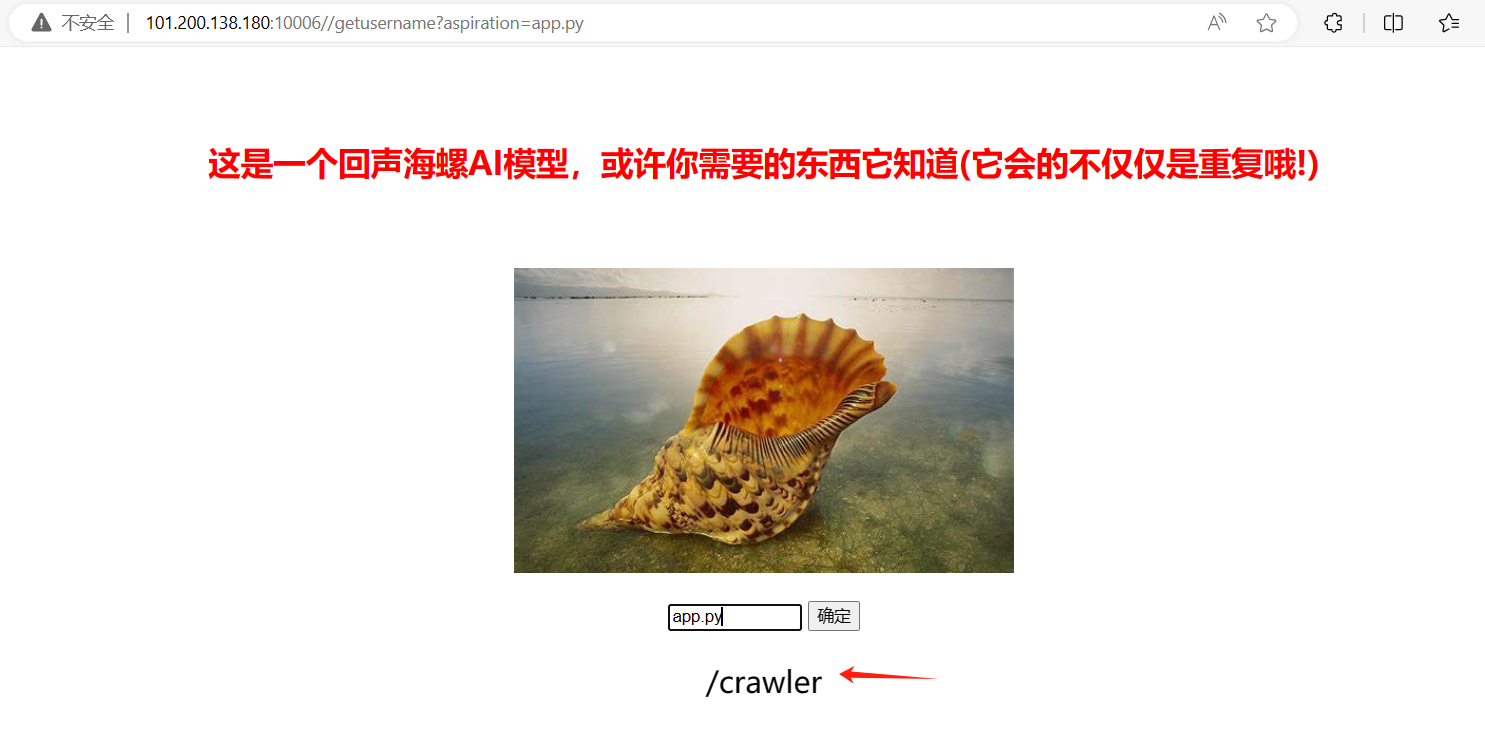 不安全 101.200.138.180:10006//getusername?aspiration=app.py
这是一个回声海螺AI模型，或许你需要的东西它知道(它会的不仅仅是重复哦!)
app.py 确定
/crawler